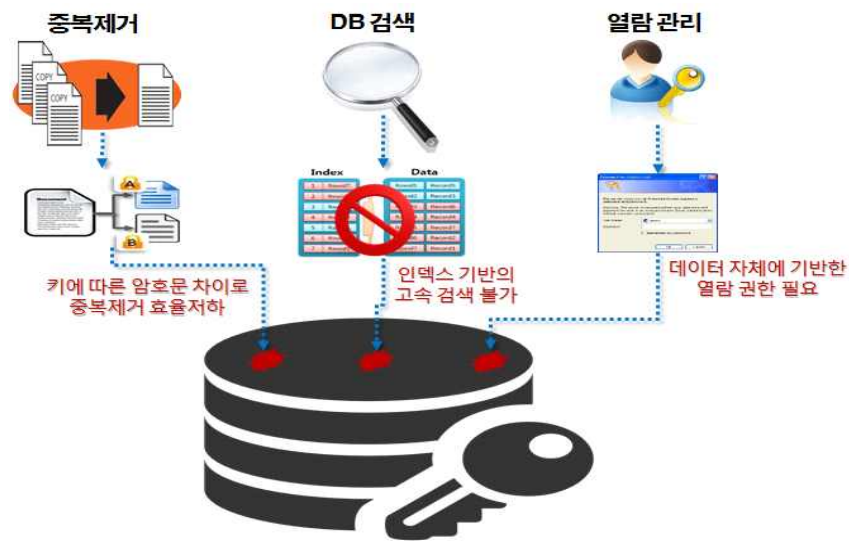 중복제거
DB 검색
열람 관리
COPY
COPY
COPY
Index
Data
A
B
키에 따른 암호문 차이로
중복제거 효율저하
인덱스 기반의
고속 검색 불가
데이터 자체에 기반한
열람 권한 필요